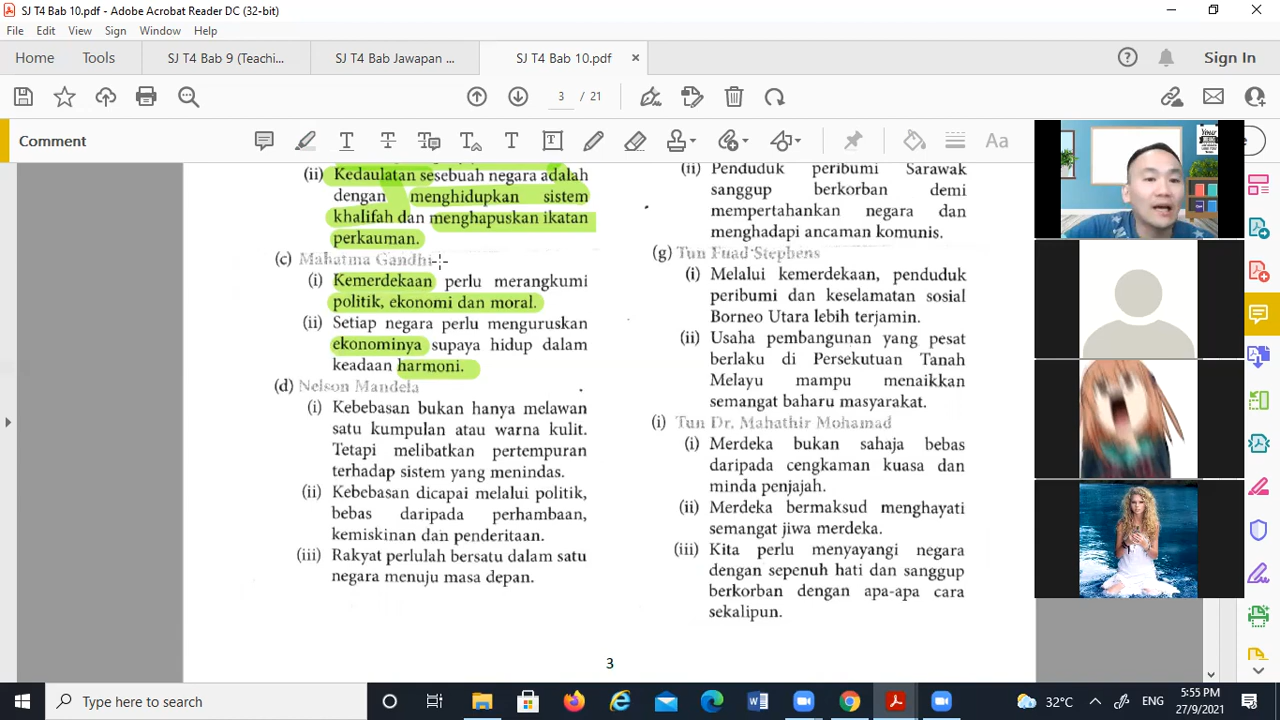 SJ T4 Bab 10.pdf - Adobe Acrobat Reader DC (32-bit)
File Edit View Sign Window Help
Home Tools SJ T4 Bab 9 (Teachi... SJ T4 Bab Jawapan ... SJ T4 Bab 10.pdf × Sign In
3 / 21
Comment
(ii) Kedaulatan sesebuah negara adalah
dengan menghidupkan sistem
khalifah dan menghapuskan ikatan
perkauman.
(c) Mahatma Gandhi
(i) Kemerdekaan perlu merangkumi
politik, ekonomi dan moral.
(ii) Setiap negara perlu menguruskan
ekonominya supaya hidup dalam
keadaan harmoni.
(d) Nelson Mandela
(i) Kebebasan bukan hanya melawan
satu kumpulan atau warna kulit.
Tetapi melibatkan pertempuran
terhadap sistem yang menindas.
(ii) Kebebasan dicapai melalui politik,
bebas daripada perhambaan,
kemiskinan dan penderitaan.
(iii) Rakyat perlulah bersatu dalam satu
negara menuju masa depan.
(ii) Penduduk peribumi Sarawak
sanggup berkorban demi
mempertahankan negara dan
menghadapi ancaman komunis.
(g) Tun Fuad Stephens
(i) Melalui kemerdekaan, penduduk
peribumi dan keselamatan sosial
Borneo Utara lebih terjamin.
(ii) Usaha pembangunan yang pesat
berlaku di Persekutuan Tanah
Melayu mampu menaikkan
semangat baharu masyarakat.
(i) Tun Dr. Mahathir Mohamad
(i) Merdeka bukan sahaja bebas
daripada cengkaman kuasa dan
minda penjajah.
(ii) Merdeka bermaksud menghayati
semangat jiwa merdeka.
(iii) Kita perlu menyayangi negara
dengan sepenuh hati dan sanggup
berkorban dengan apa-apa cara
sekalipun.
3
Type here to search
32°C ENG
5:55 PM
27/9/2021